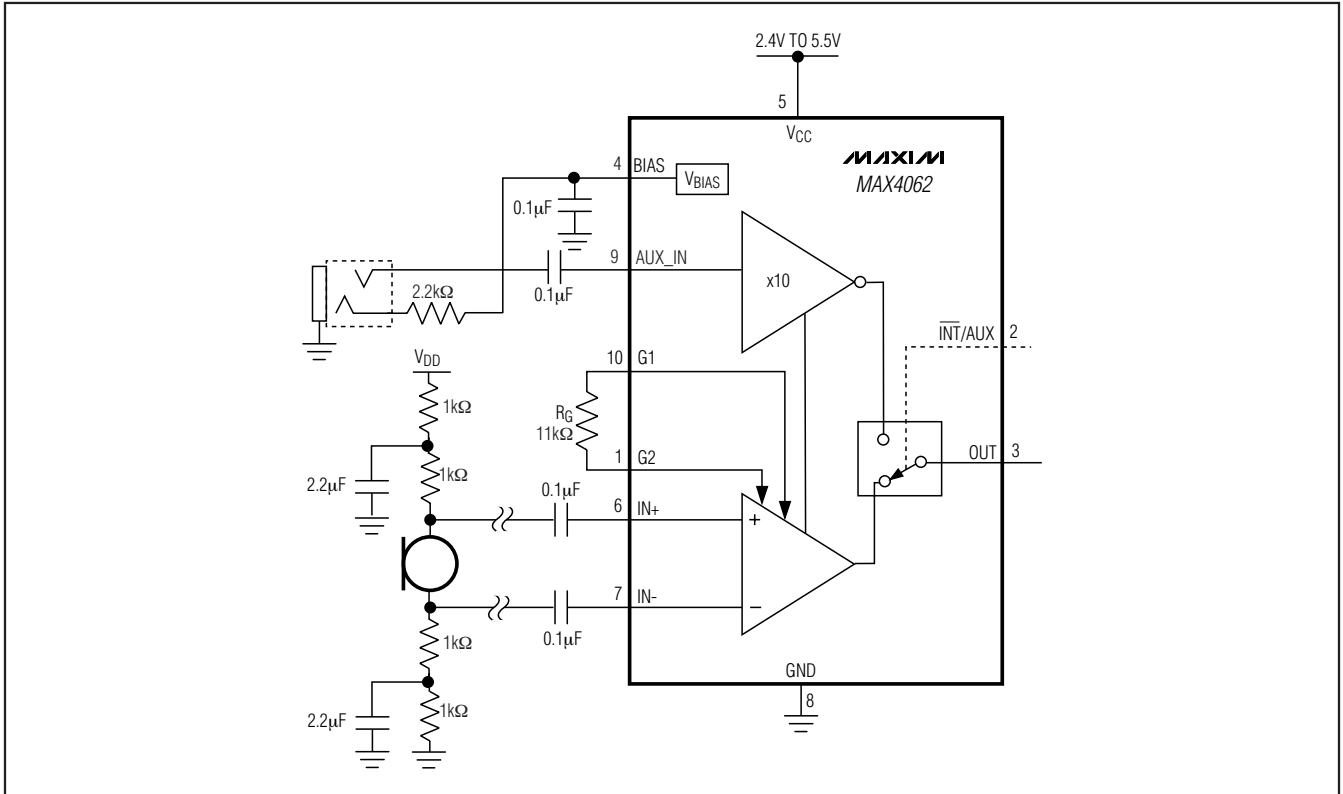 2.4V TO 5.5V
5
VCC
MAXIM
MAX4062
4 BIAS
VBIAS
0.1µF
9 AUX_IN
0.1µF
x10
2.2kΩ
INT/AUX 2
VDD
10 G1
1kΩ
RG
11kΩ
1 G2
OUT 3
1kΩ
2.2µF
0.1µF
6 IN+
+
7 IN-
−
0.1µF
1kΩ
GND
8
2.2µF
1kΩ